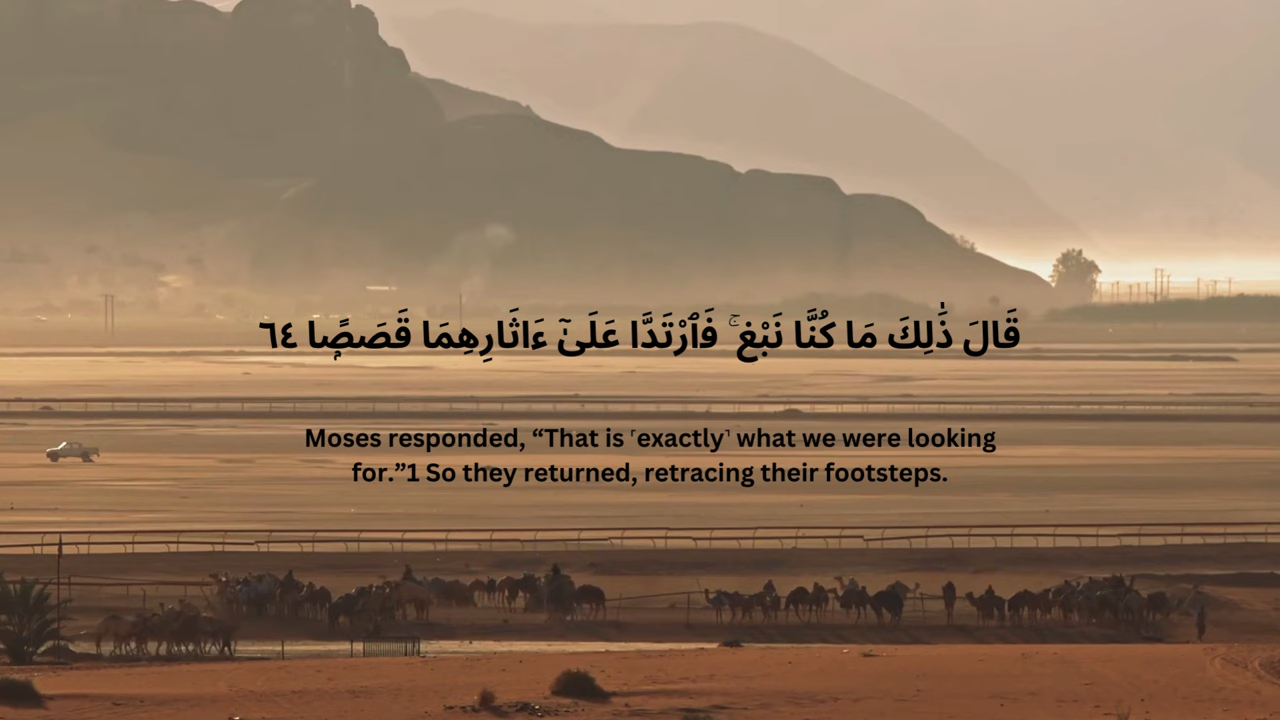 قَالَ ذَٰلِكَ مَا كُنَّا نَبْغِ ۚ فَٱرْتَدَّا عَلَىٰٓ ءَاثَارِهِمَا قَصَصًۭا ٦٤
Moses responded, “That is ˹exactly˺ what we were looking
for.”1 So they returned, retracing their footsteps.